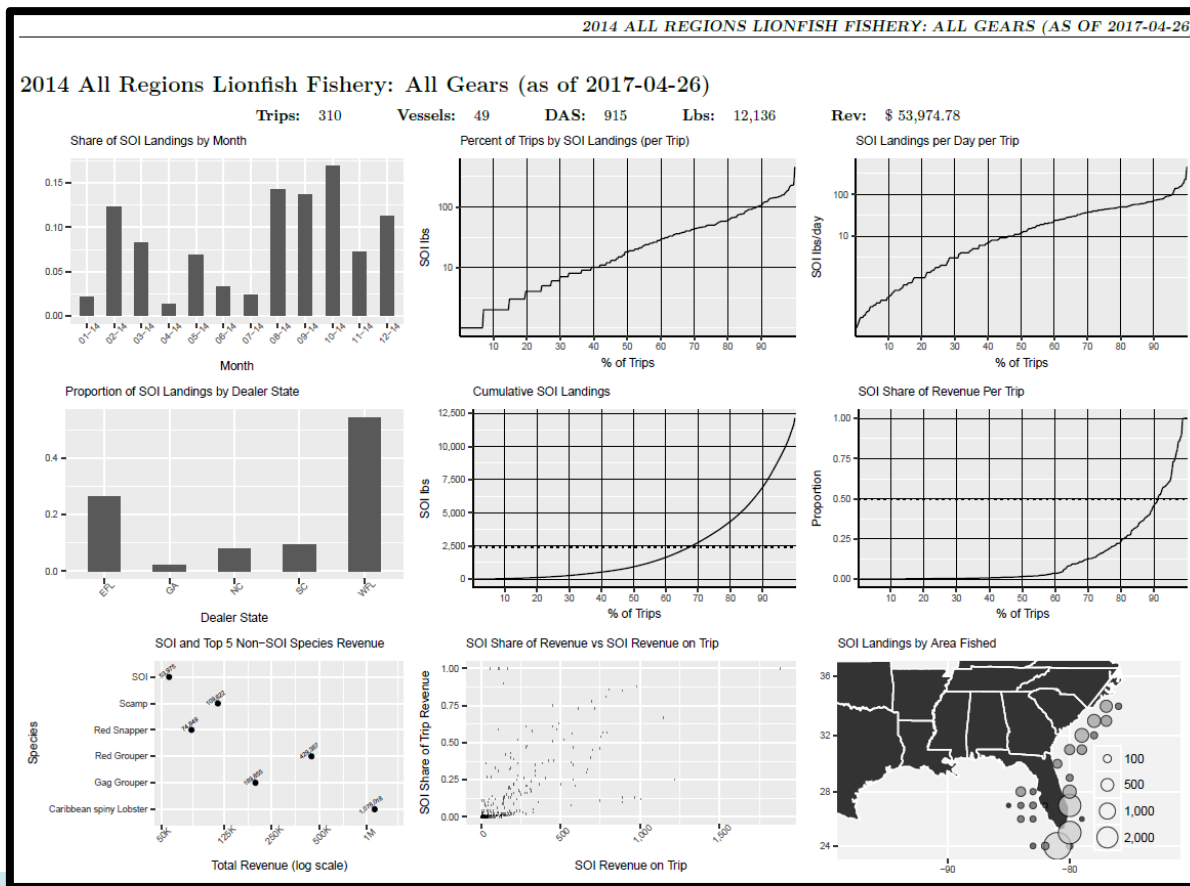 2014 ALL REGIONS LIONFISH FISHERY: ALL GEARS (AS OF 2017-04-26
2014 All Regions Lionfish Fishery: All Gears (as of 2017-04-26)
Trips: 310 Vessels: 49 DAS: 915 Lbs: 12,136 Rev: $ 53,974.78
Share of SOI Landings by Month
0.15
0.10
0.05
0.00
01-14 02-14 03-14 04-14 05-14 06-14 07-14 08-14 09-14 10-14 11-14 12-14
Month
Percent of Trips by SOI Landings (per Trip)
SOI lbs
100
10
10 20 30 40 50 60 70 80 90
% of Trips
SOI Landings per Day per Trip
SOI lbs/day
100
10
10 20 30 40 50 60 70 80 90
% of Trips
Proportion of SOI Landings by Dealer State
0.4
0.2
0.0
EFL GA NC SC WFL
Dealer State
Cumulative SOI Landings
SOI lbs
12,500
10,000
7,500
5,000
2,500
0
10 20 30 40 50 60 70 80 90
% of Trips
SOI Share of Revenue Per Trip
Proportion
1.00
0.75
0.50
0.25
0.00
10 20 30 40 50 60 70 80 90
% of Trips
SOI and Top 5 Non-SOI Species Revenue
Species
SOI 53,975
Scamp
Red Snapper
Red Grouper
Gag Grouper
Caribbean spiny Lobster
50K 125K 250K 500K 1M
Total Revenue (log scale)
SOI Share of Revenue vs SOI Revenue on Trip
SOI Share of Trip Revenue
1.00
0.75
0.50
0.25
0.00
0 500 1,000 1,500
SOI Revenue on Trip
SOI Landings by Area Fished
36
32
28
24
-90 -80
100
500
1,000
2,000